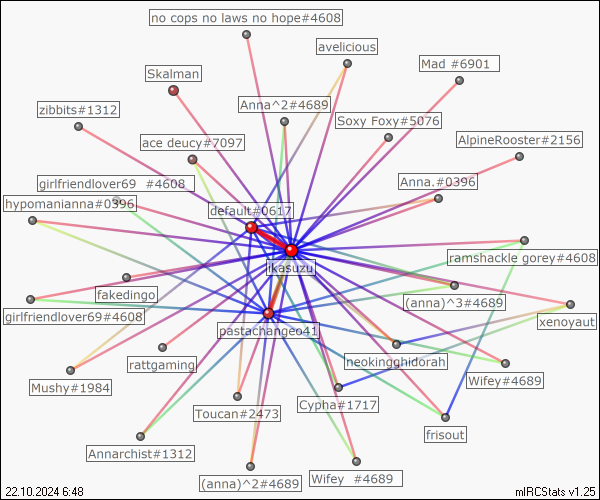 no cops no laws no hope#4608
avelicious
Mad #6901
Skalman
Anna^2#4689
zibbits#1312
Soxy Foxy#5076
ace deucy#7097
AlpineRooster#2156
girlfriendlover69 #4608
Anna.#0396
hypomanianna#0396
default#0617
ramshackle gorey#4608
ikasuzu
fakedingo
(anna)^3#4689
girlfriendlover69#4608
xenoyaut
pastachangeo41
neokingghidorah
rattgaming
Wifey#4689
Mushy#1984
Cypha#1717
Toucan#2473
frisout
Annarchist#1312
Wifey #4689
(anna)^2#4689
22.10.2024 6:48
mIRCStats v1.25